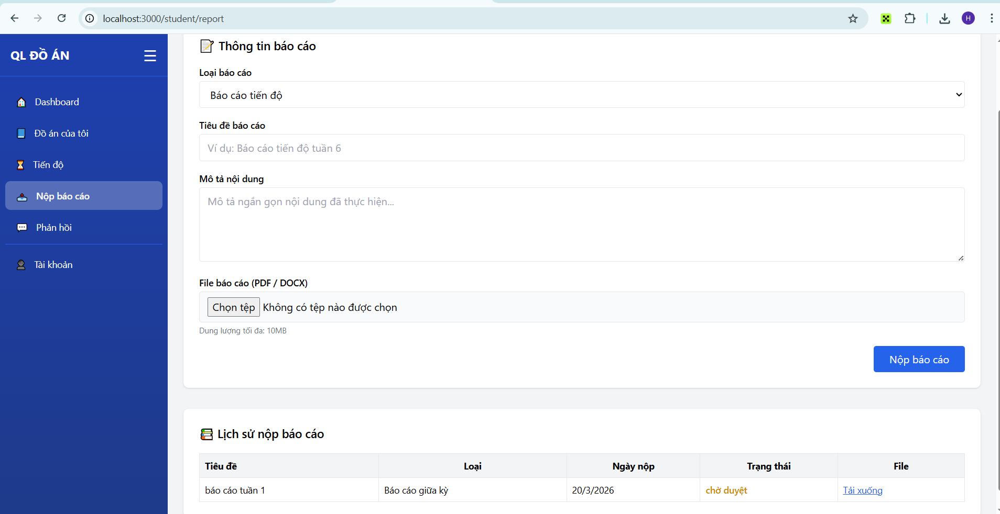 localhost:3000/student/report
H
QL ĐỒ ÁN
Dashboard
Đồ án của tôi
Tiến độ
Nộp báo cáo
Phản hồi
Tài khoản
Thông tin báo cáo
Loại báo cáo
Báo cáo tiến độ
Tiêu đề báo cáo
Ví dụ: Báo cáo tiến độ tuần 6
Mô tả nội dung
Mô tả ngắn gọn nội dung đã thực hiện...
File báo cáo (PDF / DOCX)
Chọn tệp Không có tệp nào được chọn
Dung lượng tối đa: 10MB
Nộp báo cáo
Lịch sử nộp báo cáo
Tiêu đề Loại Ngày nộp Trạng thái File
báo cáo tuần 1 Báo cáo giữa kỳ 20/3/2026 chờ duyệt Tải xuống